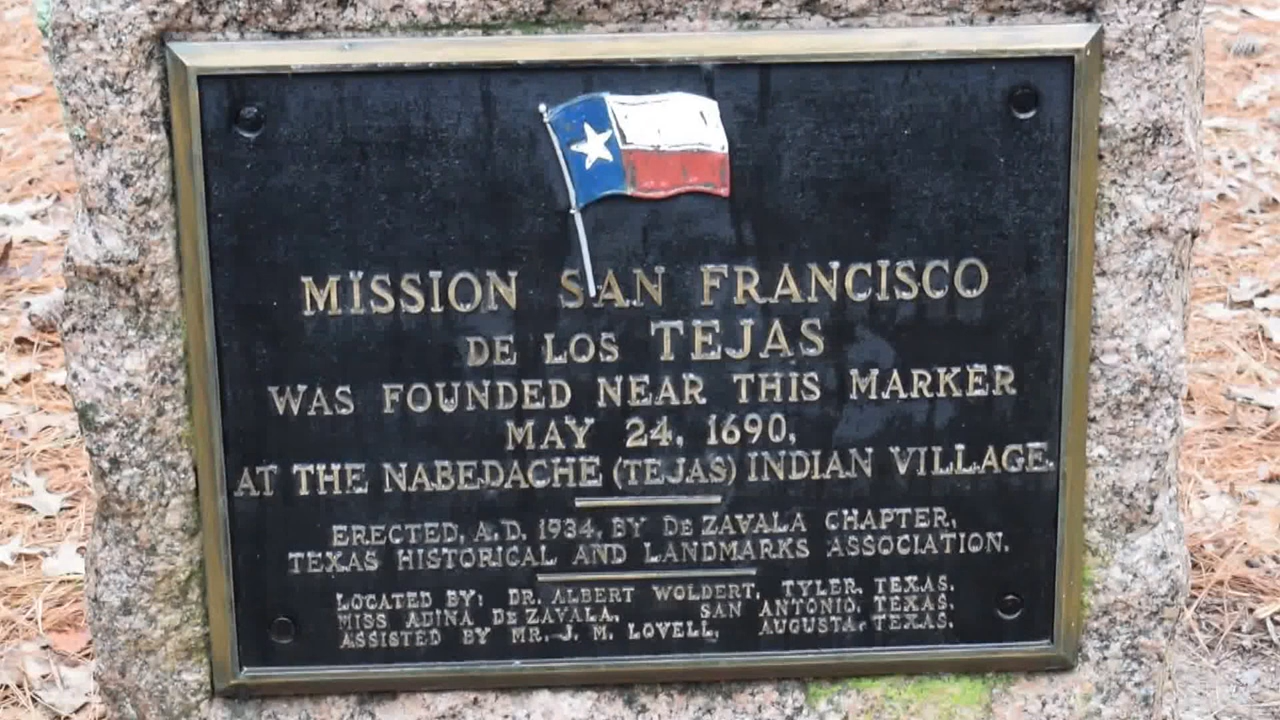 MISSION SAN FRANCISCO
DE LOS TEJAS
WAS FOUNDED NEAR THIS MARKER
MAY 24, 1690,
AT THE NABEDACHE (TEJAS) INDIAN VILLAGE.
ERECTED, A.D. 1934, BY DE ZAVALA CHAPTER,
TEXAS HISTORICAL AND LANDMARKS ASSOCIATION.
LOCATED BY: DR. ALBERT WOLDERT, TYLER, TEXAS.
MISS ADINA DE ZAVALA, SAN ANTONIO, TEXAS.
ASSISTED BY MR. J. M. LOVELL, AUGUSTA, TEXAS.